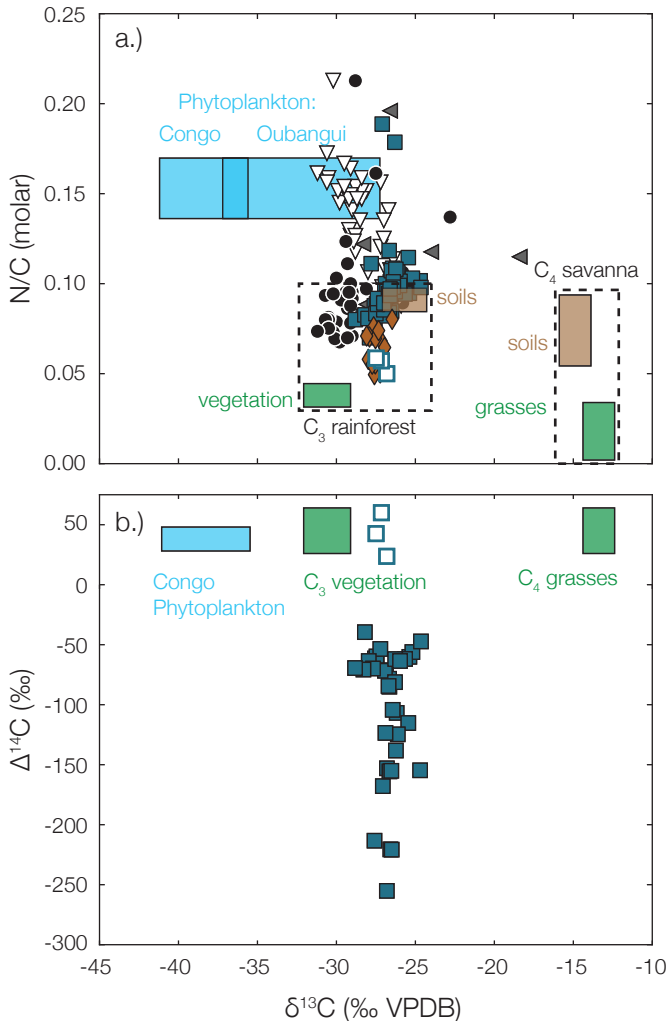 a.)
0.25
0.20
0.15
0.10
0.05
0.00
N/C (molar)
Phytoplankton:
Congo Oubangui
C₄ savanna
soils
soils
vegetation
grasses
C₃ rainforest
b.)
50
0
-50
-100
-150
-200
-250
-300
Δ¹⁴C (‰)
Congo
Phytoplankton
C₃ vegetation
C₄ grasses
-45 -40 -35 -30 -25 -20 -15 -10
δ¹³C (‰ VPDB)